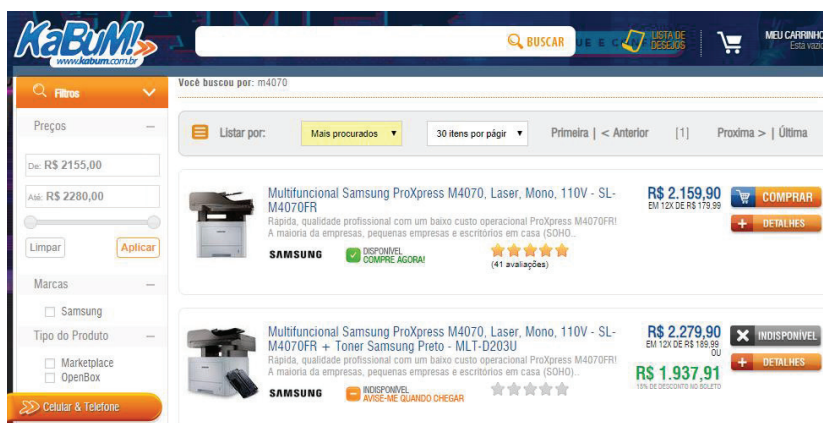 KaBuM!
www.kabum.com.br
BUSCAR
LISTA DE
DESEJOS
MEU CARRINHO
Está vazio
Filtros
Preços
De: R$ 2155,00
Até: R$ 2280,00
Limpar
Aplicar
Marcas
Samsung
Tipo do Produto
Marketplace
OpenBox
Celular & Telefone
Você buscou por: m4070
Listar por:
Mais procurados
30 itens por págir
Primeira | < Anterior [1] Proxima > | Última
Multifuncional Samsung ProXpress M4070, Laser, Mono, 110V - SL-
M4070FR
Rápida, qualidade profissional com um baixo custo operacional ProXpress M4070FR!
A maioria da empresas, pequenas empresas e escritórios em casa (SOHO...
SAMSUNG
DISPONÍVEL
COMPRE AGORA!
(41 avaliações)
R$ 2.159,90
EM 12X DE R$ 179.99
COMPRAR
DETALHES
Multifuncional Samsung ProXpress M4070, Laser, Mono, 110V - SL-
M4070FR + Toner Samsung Preto - MLT-D203U
Rápida, qualidade profissional com um baixo custo operacional ProXpress M4070FR!
A maioria da empresas, pequenas empresas e escritórios em casa (SOHO)..
SAMSUNG
INDISPONÍVEL
AVISE-ME QUANDO CHEGAR
R$ 2.279,90
EM 12X DE R$ 189.99
OU
R$ 1.937,91
15% DE DESCONTO NO BOLETO
INDISPONÍVEL
DETALHES